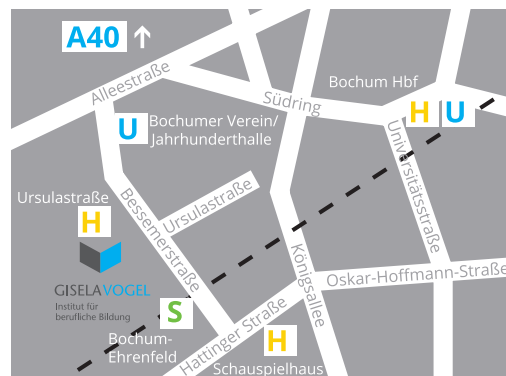 A40
Alleestraße
Bochum Hbf
Südring
H U
U
Bochumer Verein/
Jahrhunderthalle
Universitätsstraße
Ursulastraße
H
Bessemerstraße
Ursulastraße
GISELAVOGEL
Institut für
berufliche Bildung
Königsallee
Oskar-Hoffmann-Straße
S
Bochum-
Ehrenfeld
Hattinger Straße
H
Schauspielhaus